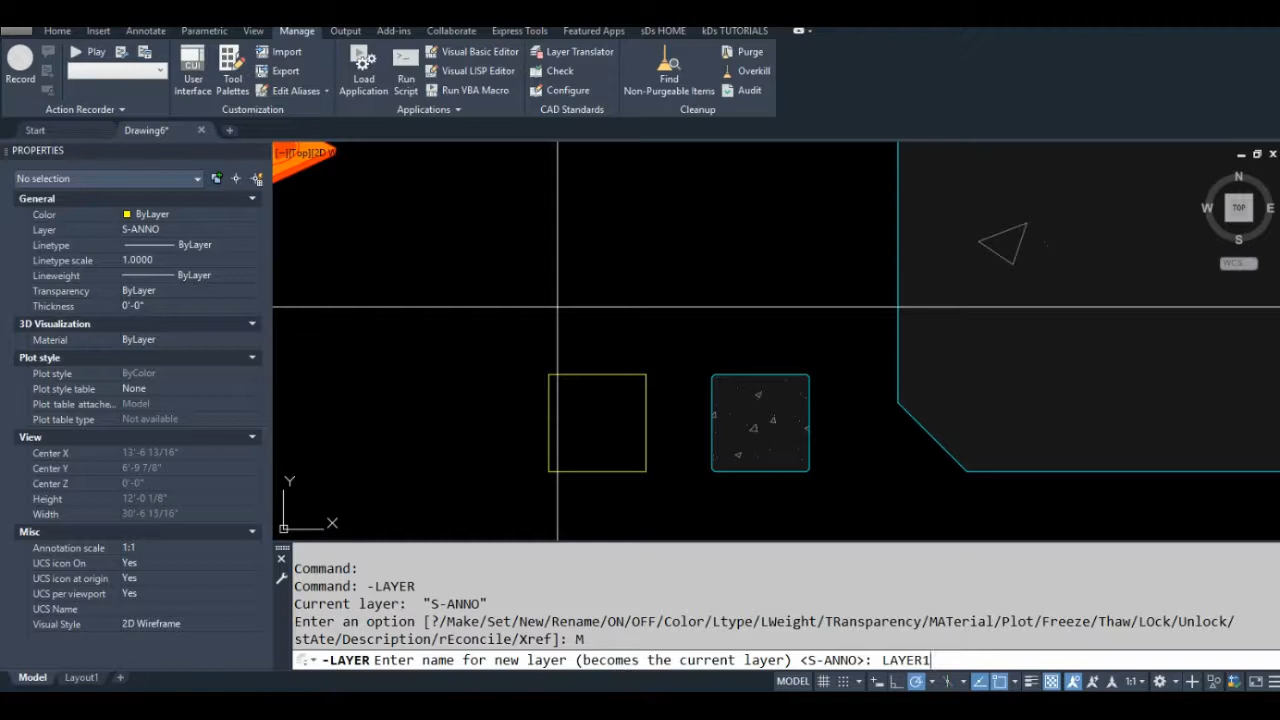 Home Insert Annotate Parametric View Manage Output Add-ins Collaborate Express Tools Featured Apps sDs HOME kDs TUTORIALS
Record
Play
User Interface
Tool Palettes
Import
Export
Edit Aliases
Load Application
Run Script
Visual Basic Editor
Visual LISP Editor
Run VBA Macro
Layer Translator
Check
Configure
Find Non-Purgeable Items
Purge
Overkill
Audit
Action Recorder Customization Applications CAD Standards Cleanup
Start Drawing6*
PROPERTIES
No selection
General
Color ByLayer
Layer S-ANNO
Linetype ByLayer
Linetype scale 1.0000
Lineweight ByLayer
Transparency ByLayer
Thickness 0'-0"
3D Visualization
Material ByLayer
Plot style
Plot style ByColor
Plot style table None
Plot table attache... Model
Plot table type Not available
View
Center X 13'-6 13/16"
Center Y 6'-9 7/8"
Center Z 0'-0"
Height 12'-0 1/8"
Width 30'-6 15/16"
Misc
Annotation scale 1:1
UCS icon On Yes
UCS icon at origin Yes
UCS per viewport Yes
UCS Name
Visual Style 2D Wireframe
[−][Top][2D W
N
W TOP E
S
WCS
Y
X
Command:
Command: -LAYER
Current layer: "S-ANNO"
Enter an option [?/Make/Set/New/Rename/ON/OFF/Color/Ltype/LWeight/TRansparency/MATerial/Plot/Freeze/Thaw/LOck/Unlock/
stAte/Description/rEconcile/Xref]: M
-LAYER Enter name for new layer (becomes the current layer) <S-ANNO>: LAYER1
Model Layout1
MODEL 1:1